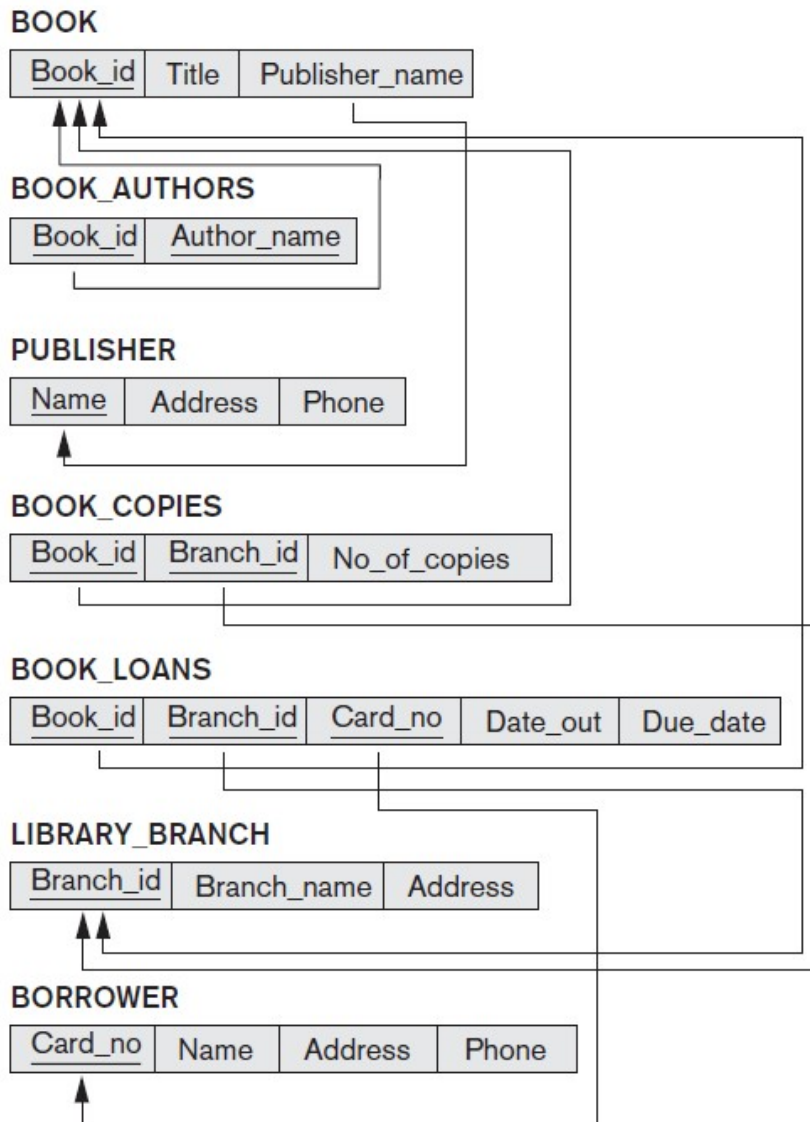 BOOK
Book_id Title Publisher_name
BOOK_AUTHORS
Book_id Author_name
PUBLISHER
Name Address Phone
BOOK_COPIES
Book_id Branch_id No_of_copies
BOOK_LOANS
Book_id Branch_id Card_no Date_out Due_date
LIBRARY_BRANCH
Branch_id Branch_name Address
BORROWER
Card_no Name Address Phone